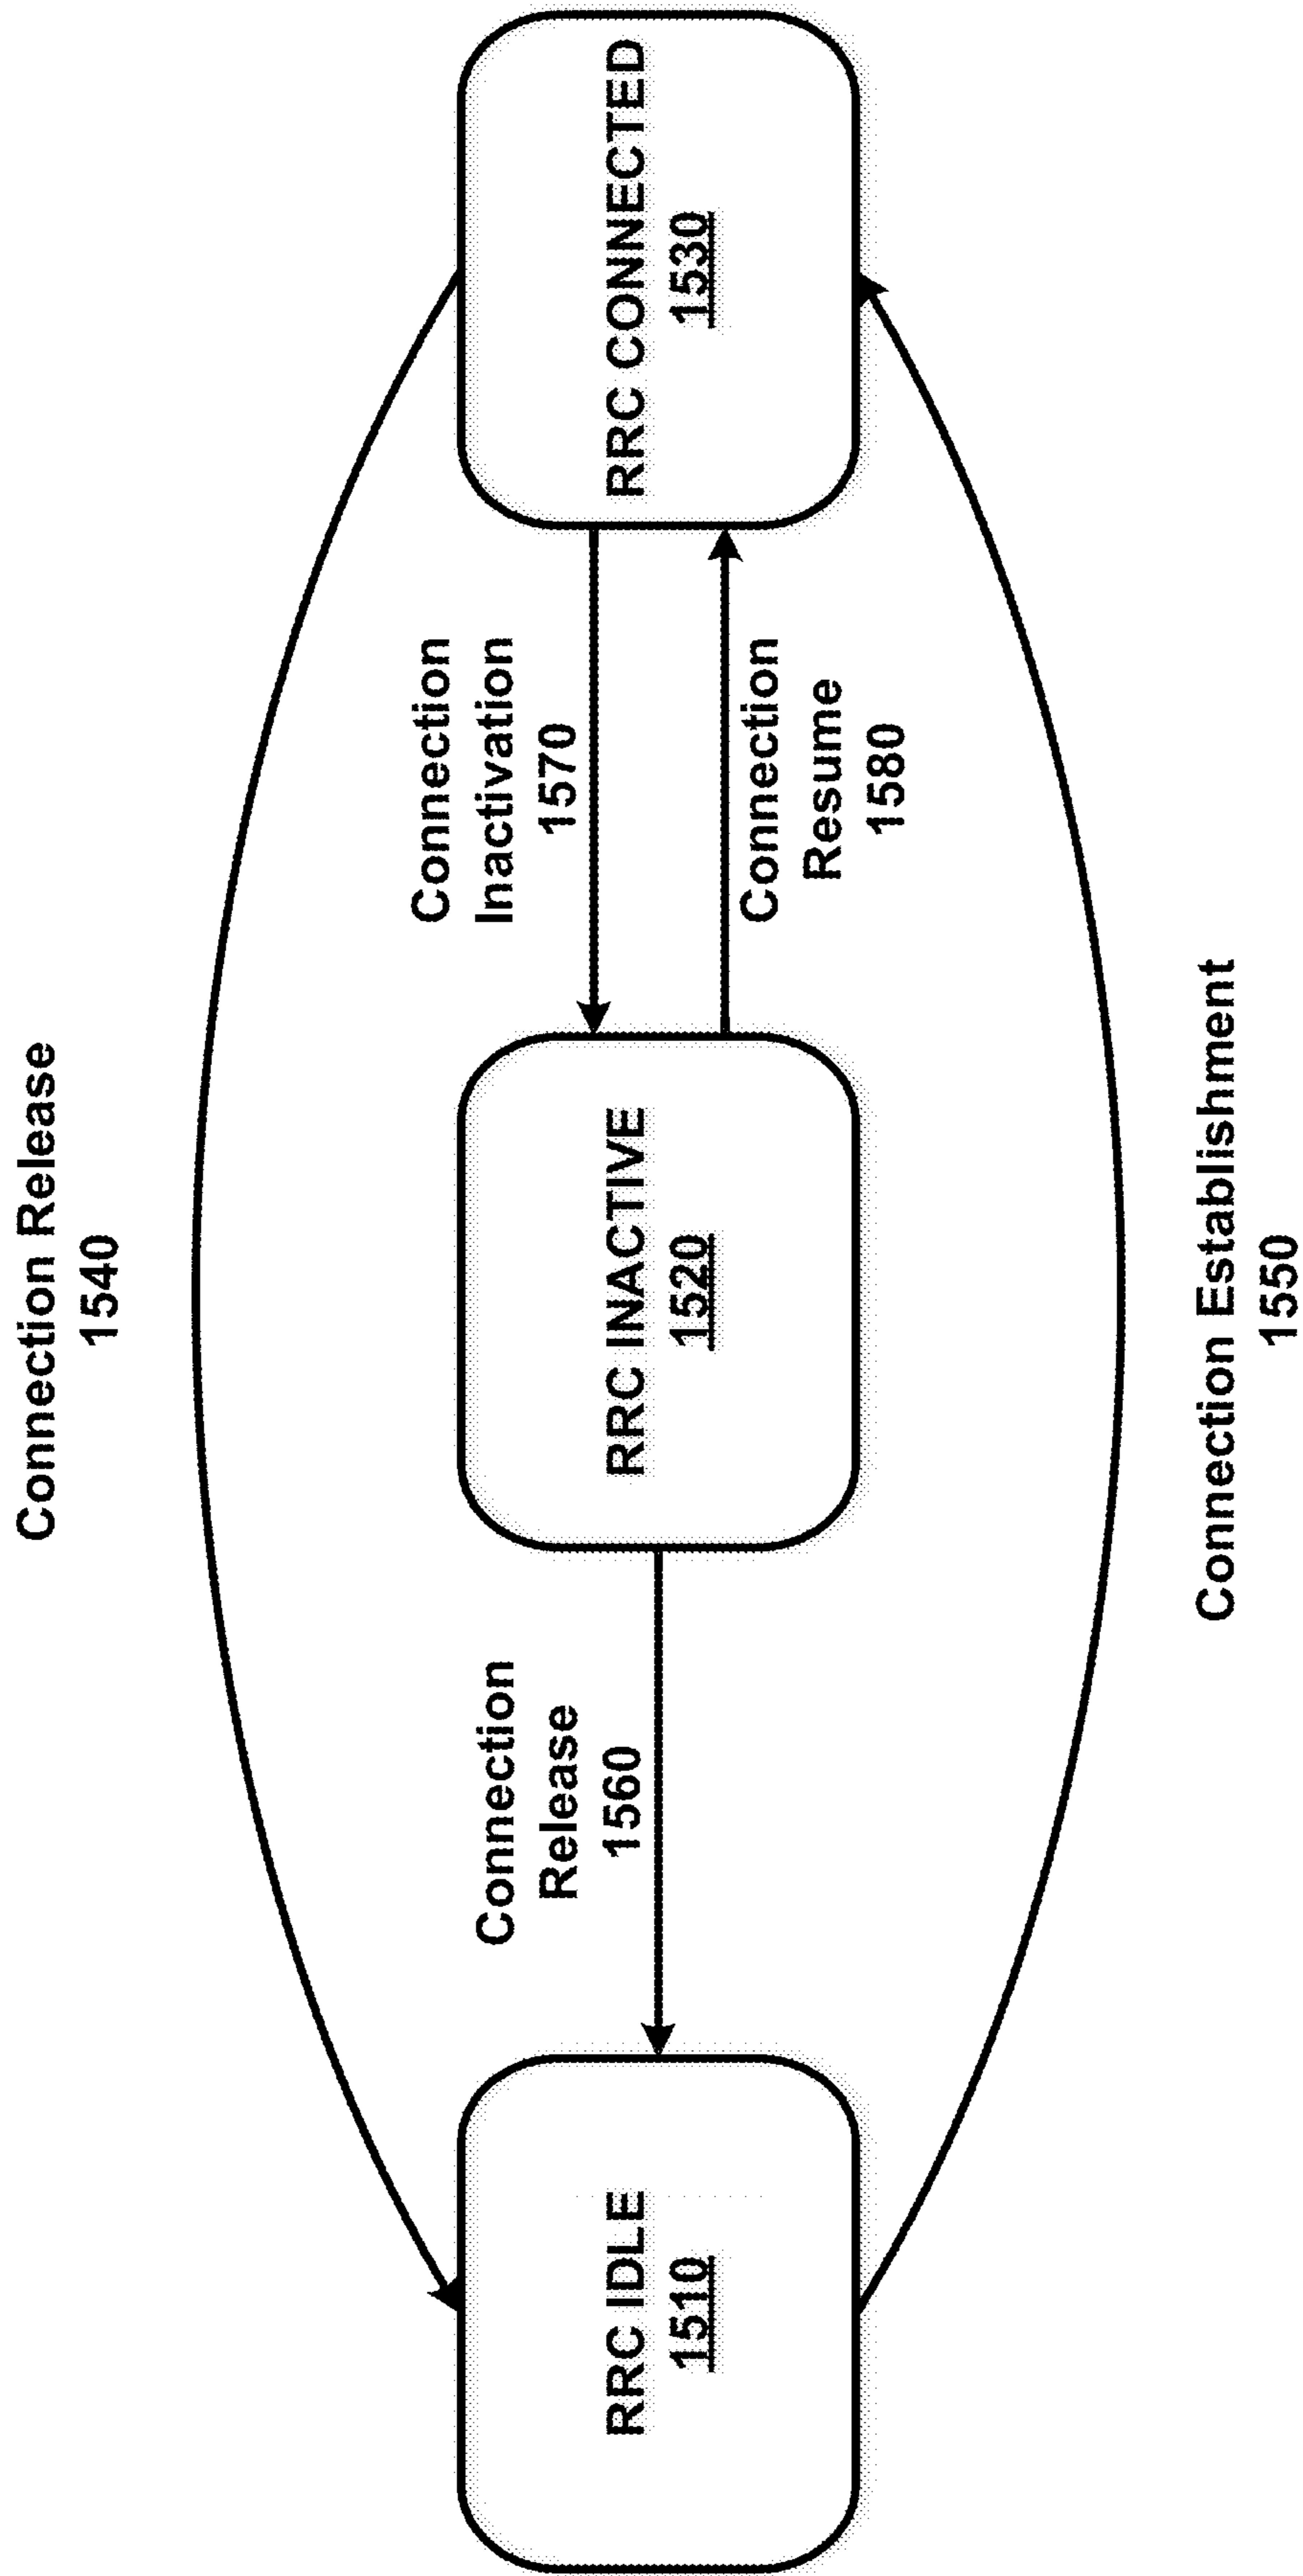 Connection Release
1540
RRC IDLE
1510
Connection
Release
1560
RRC INACTIVE
1520
Connection
Inactivation
1570
Connection
Resume
1580
RRC CONNECTED
1530
Connection Establishment
1550